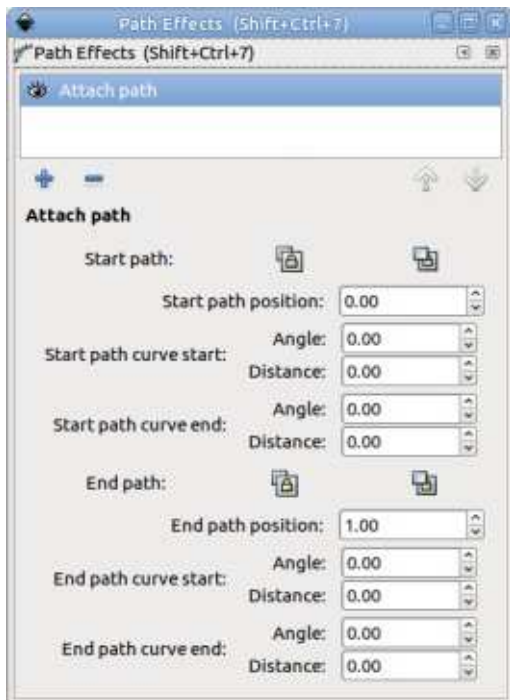 Path Effects (Shift+Ctrl+7)
Path Effects (Shift+Ctrl+7)
Attach path
Attach path
Start path:
Start path position: 0.00
Start path curve start:
Angle: 0.00
Distance: 0.00
Start path curve end:
Angle: 0.00
Distance: 0.00
End path:
End path position: 1.00
End path curve start:
Angle: 0.00
Distance: 0.00
End path curve end:
Angle: 0.00
Distance: 0.00